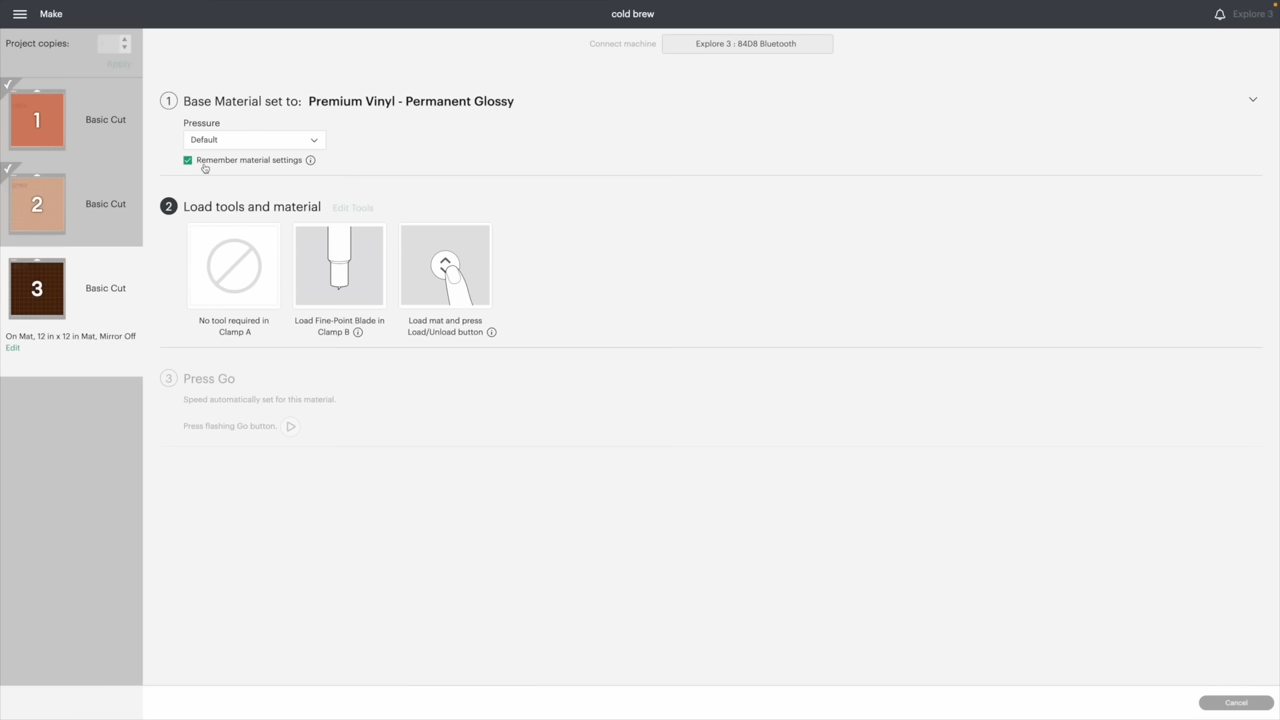 Make
cold brew
Explore 3
Project copies:
Apply
Connect machine
Explore 3 : 84D8 Bluetooth
1
Basic Cut
2
Basic Cut
3
Basic Cut
On Mat, 12 in x 12 in Mat, Mirror Off
Edit
1 Base Material set to: Premium Vinyl - Permanent Glossy
Pressure
Default
Remember material settings
2 Load tools and material Edit Tools
No tool required in
Clamp A
Load Fine-Point Blade in
Clamp B
Load mat and press
Load/Unload button
3 Press Go
Speed automatically set for this material.
Press flashing Go button.
Cancel